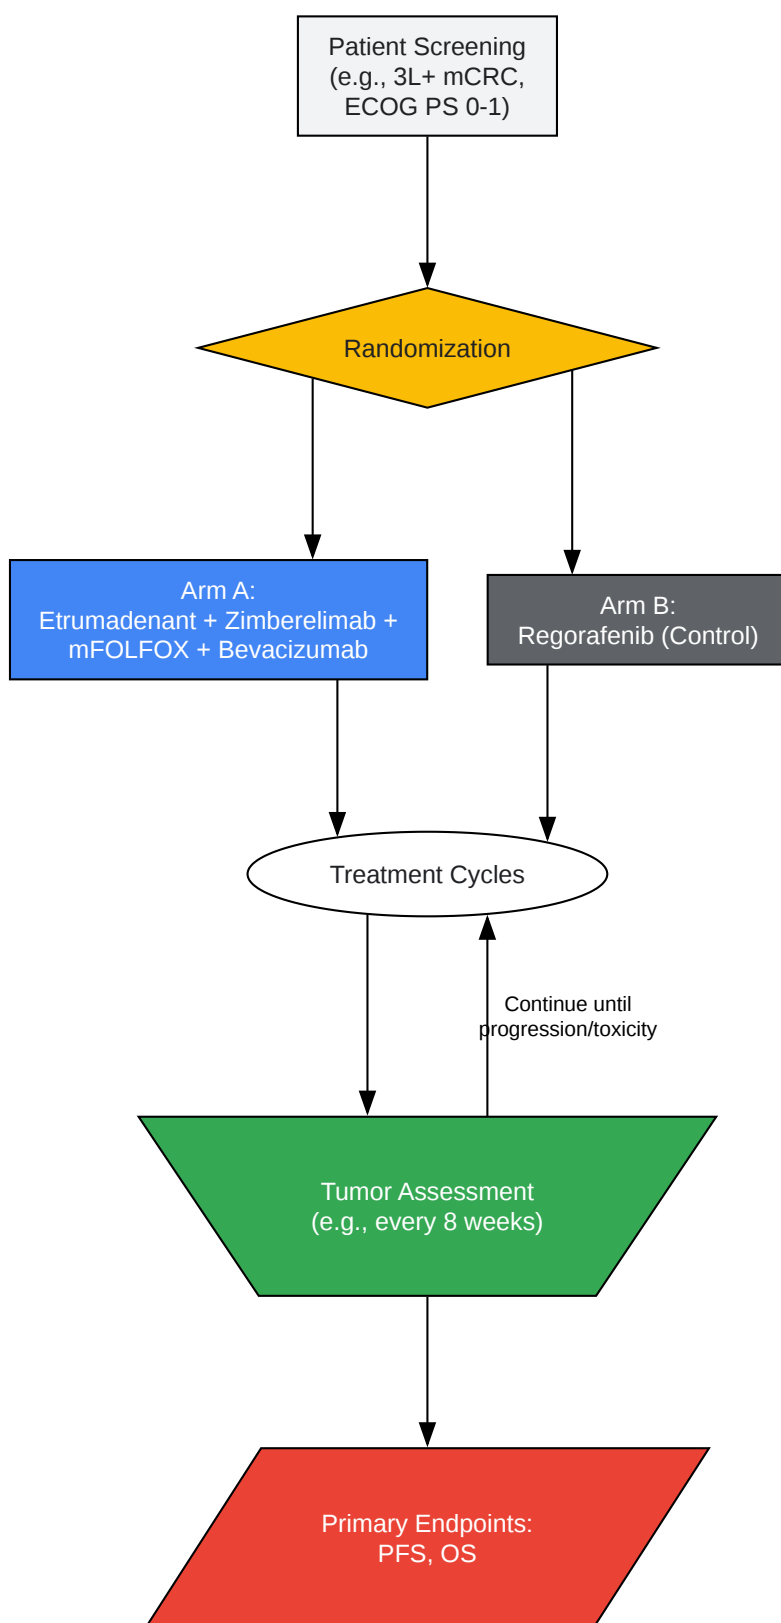 Patient Screening
(e.g., 3L+ mCRC,
ECOG PS 0-1)
Randomization
Arm A:
Etrumadenant + Zimberelimab +
mFOLFOX + Bevacizumab
Arm B:
Regorafenib (Control)
Treatment Cycles
Continue until
progression/toxicity
Tumor Assessment
(e.g., every 8 weeks)
Primary Endpoints:
PFS, OS